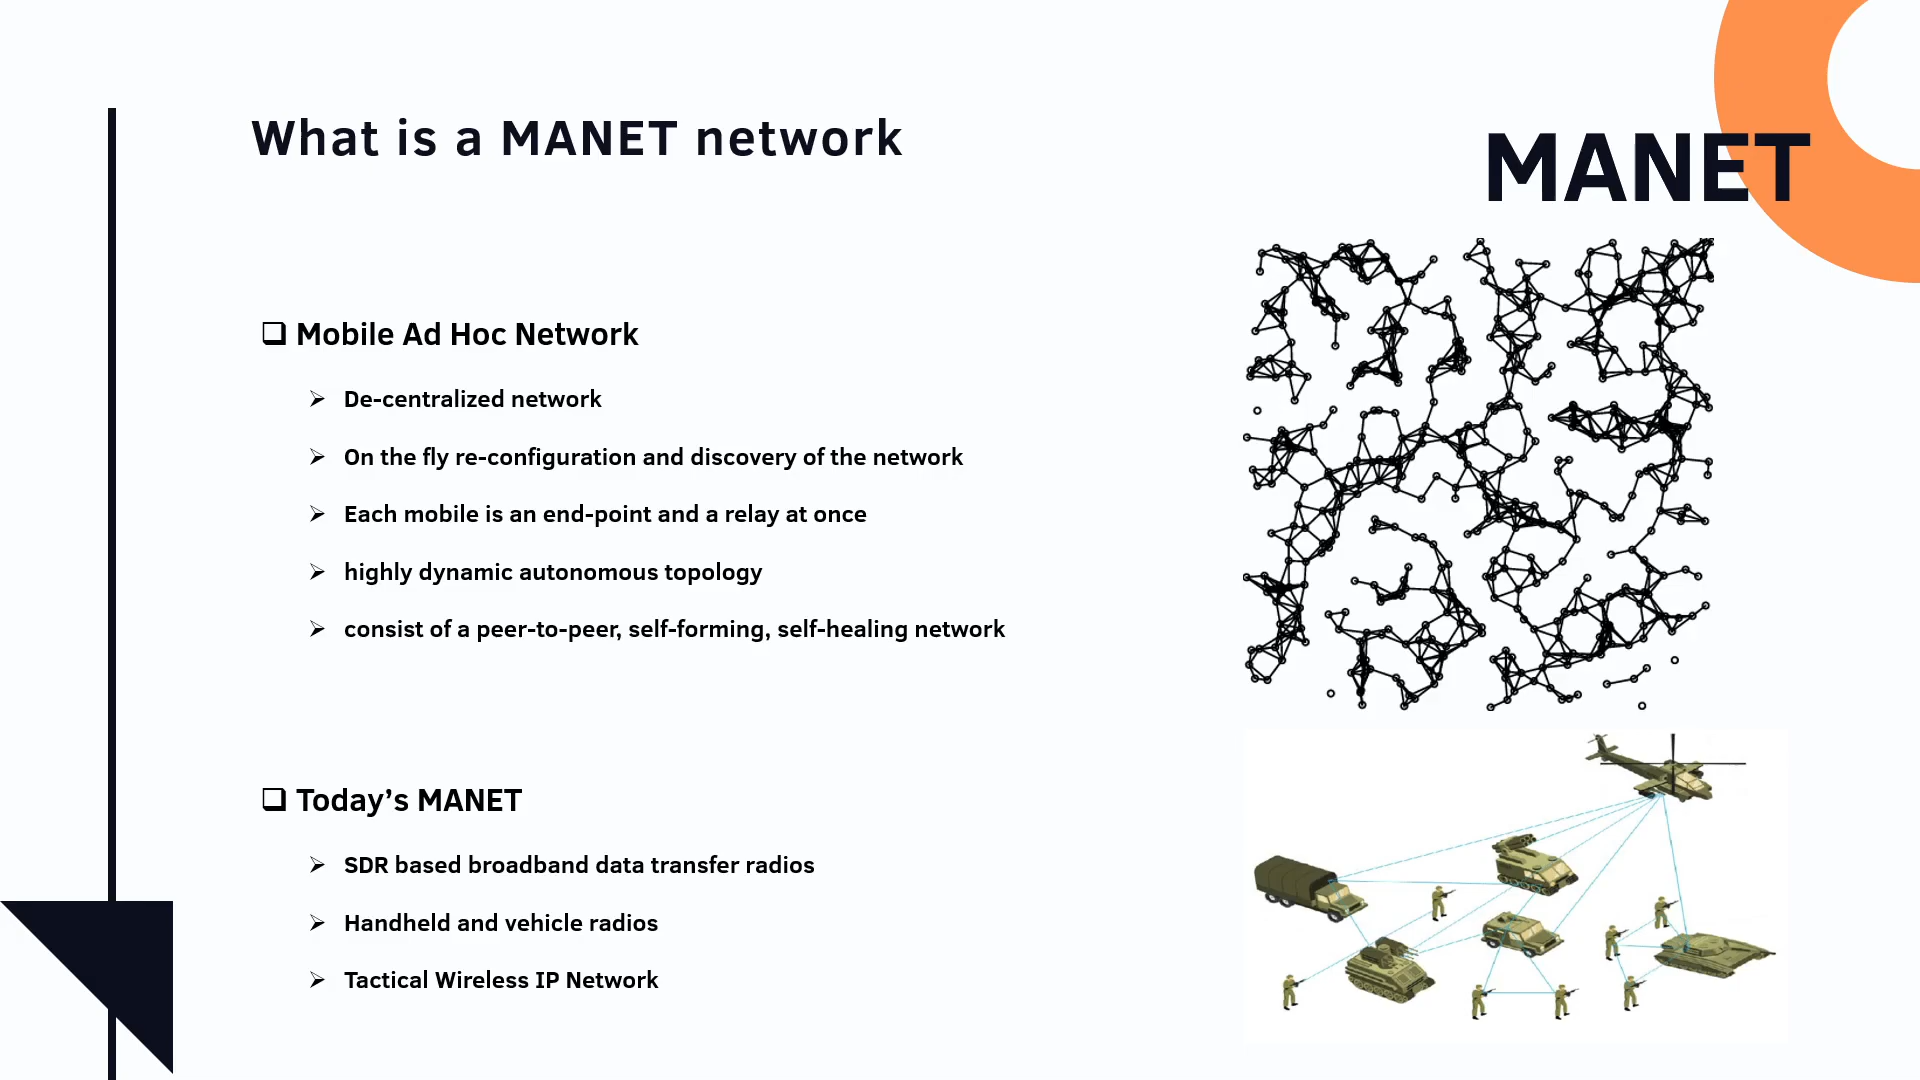 What is a MANET network
MANET
❑ Mobile Ad Hoc Network
➢ De-centralized network
➢ On the fly re-configuration and discovery of the network
➢ Each mobile is an end-point and a relay at once
➢ highly dynamic autonomous topology
➢ consist of a peer-to-peer, self-forming, self-healing network
❑ Today’s MANET
➢ SDR based broadband data transfer radios
➢ Handheld and vehicle radios
➢ Tactical Wireless IP Network